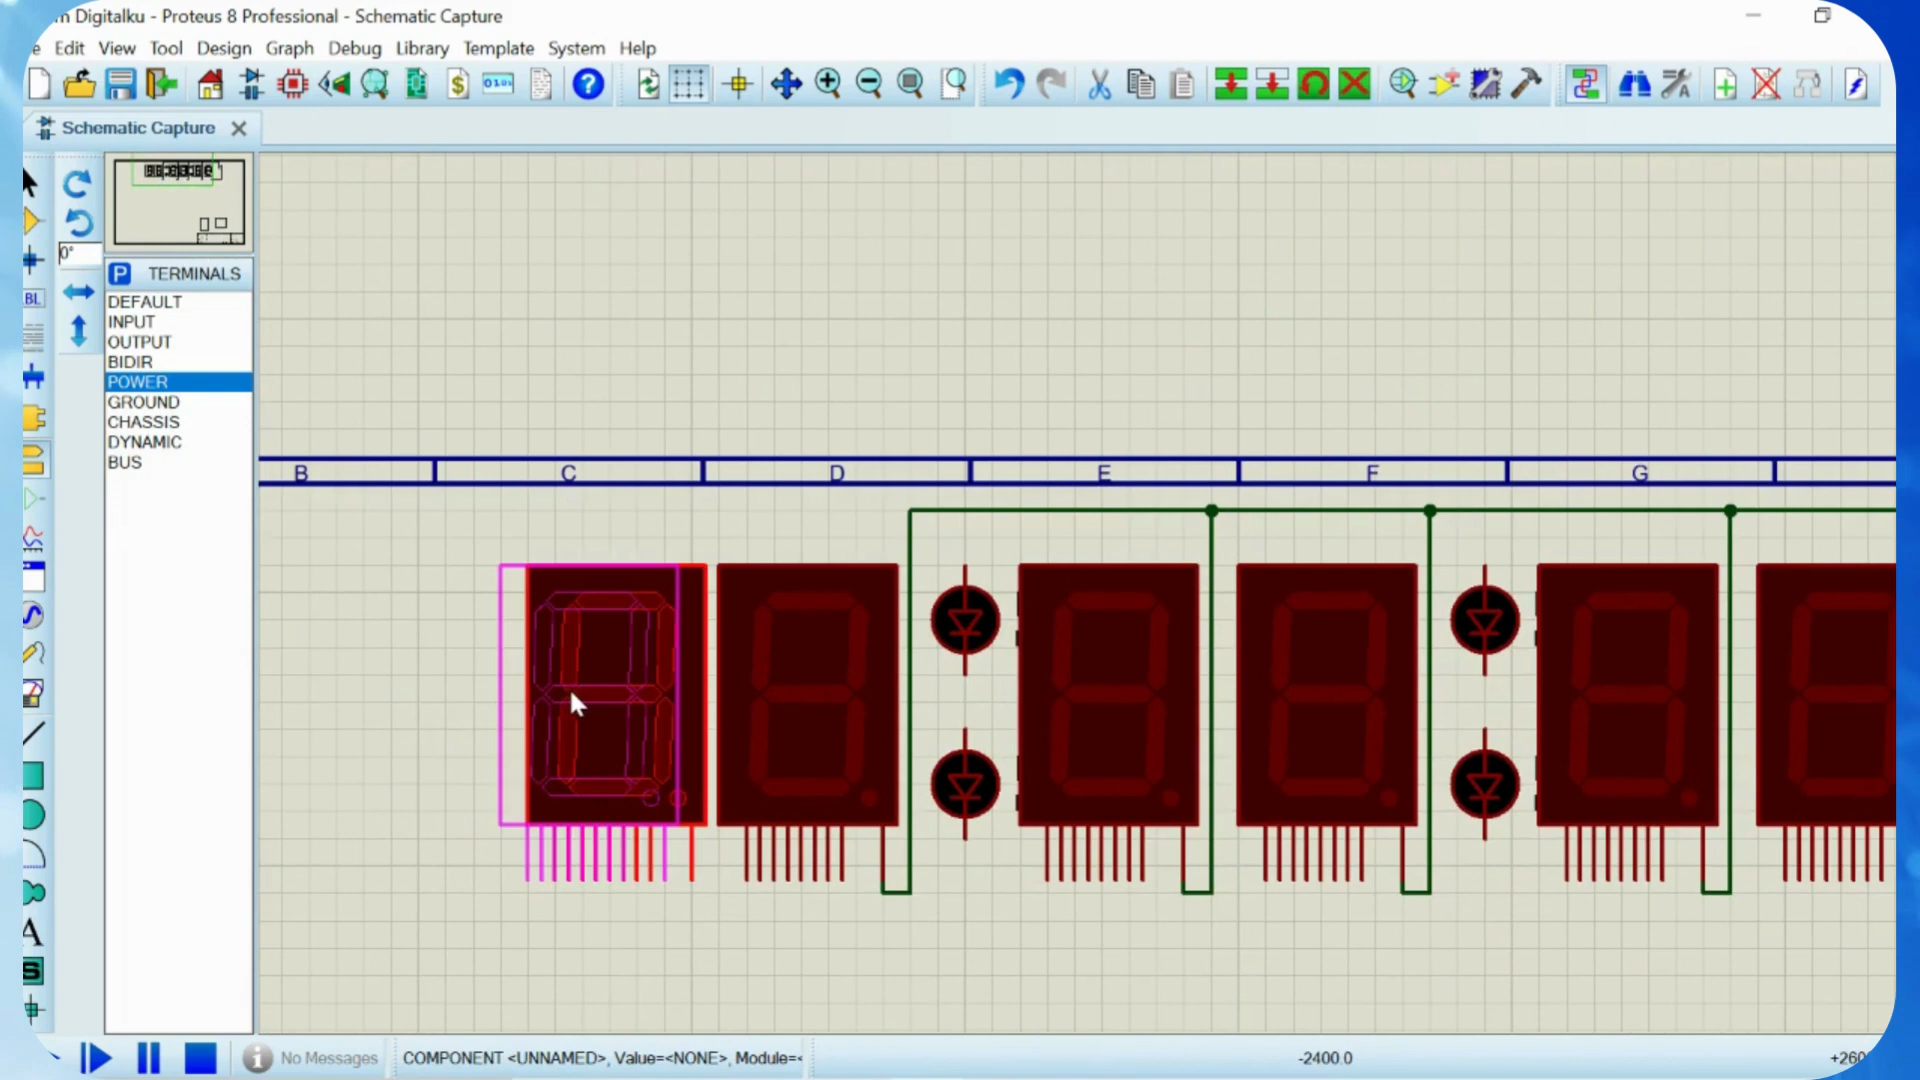 m Digitalku - Proteus 8 Professional - Schematic Capture
e Edit View Tool Design Graph Debug Library Template System Help
$ 0101 ?
Schematic Capture
0°
P TERMINALS
DEFAULT
INPUT
OUTPUT
BIDIR
POWER
GROUND
CHASSIS
DYNAMIC
BUS
BL
A
S
B C D E F G
No Messages COMPONENT <UNNAMED>, Value=<NONE>, Module=< -2400.0 +260